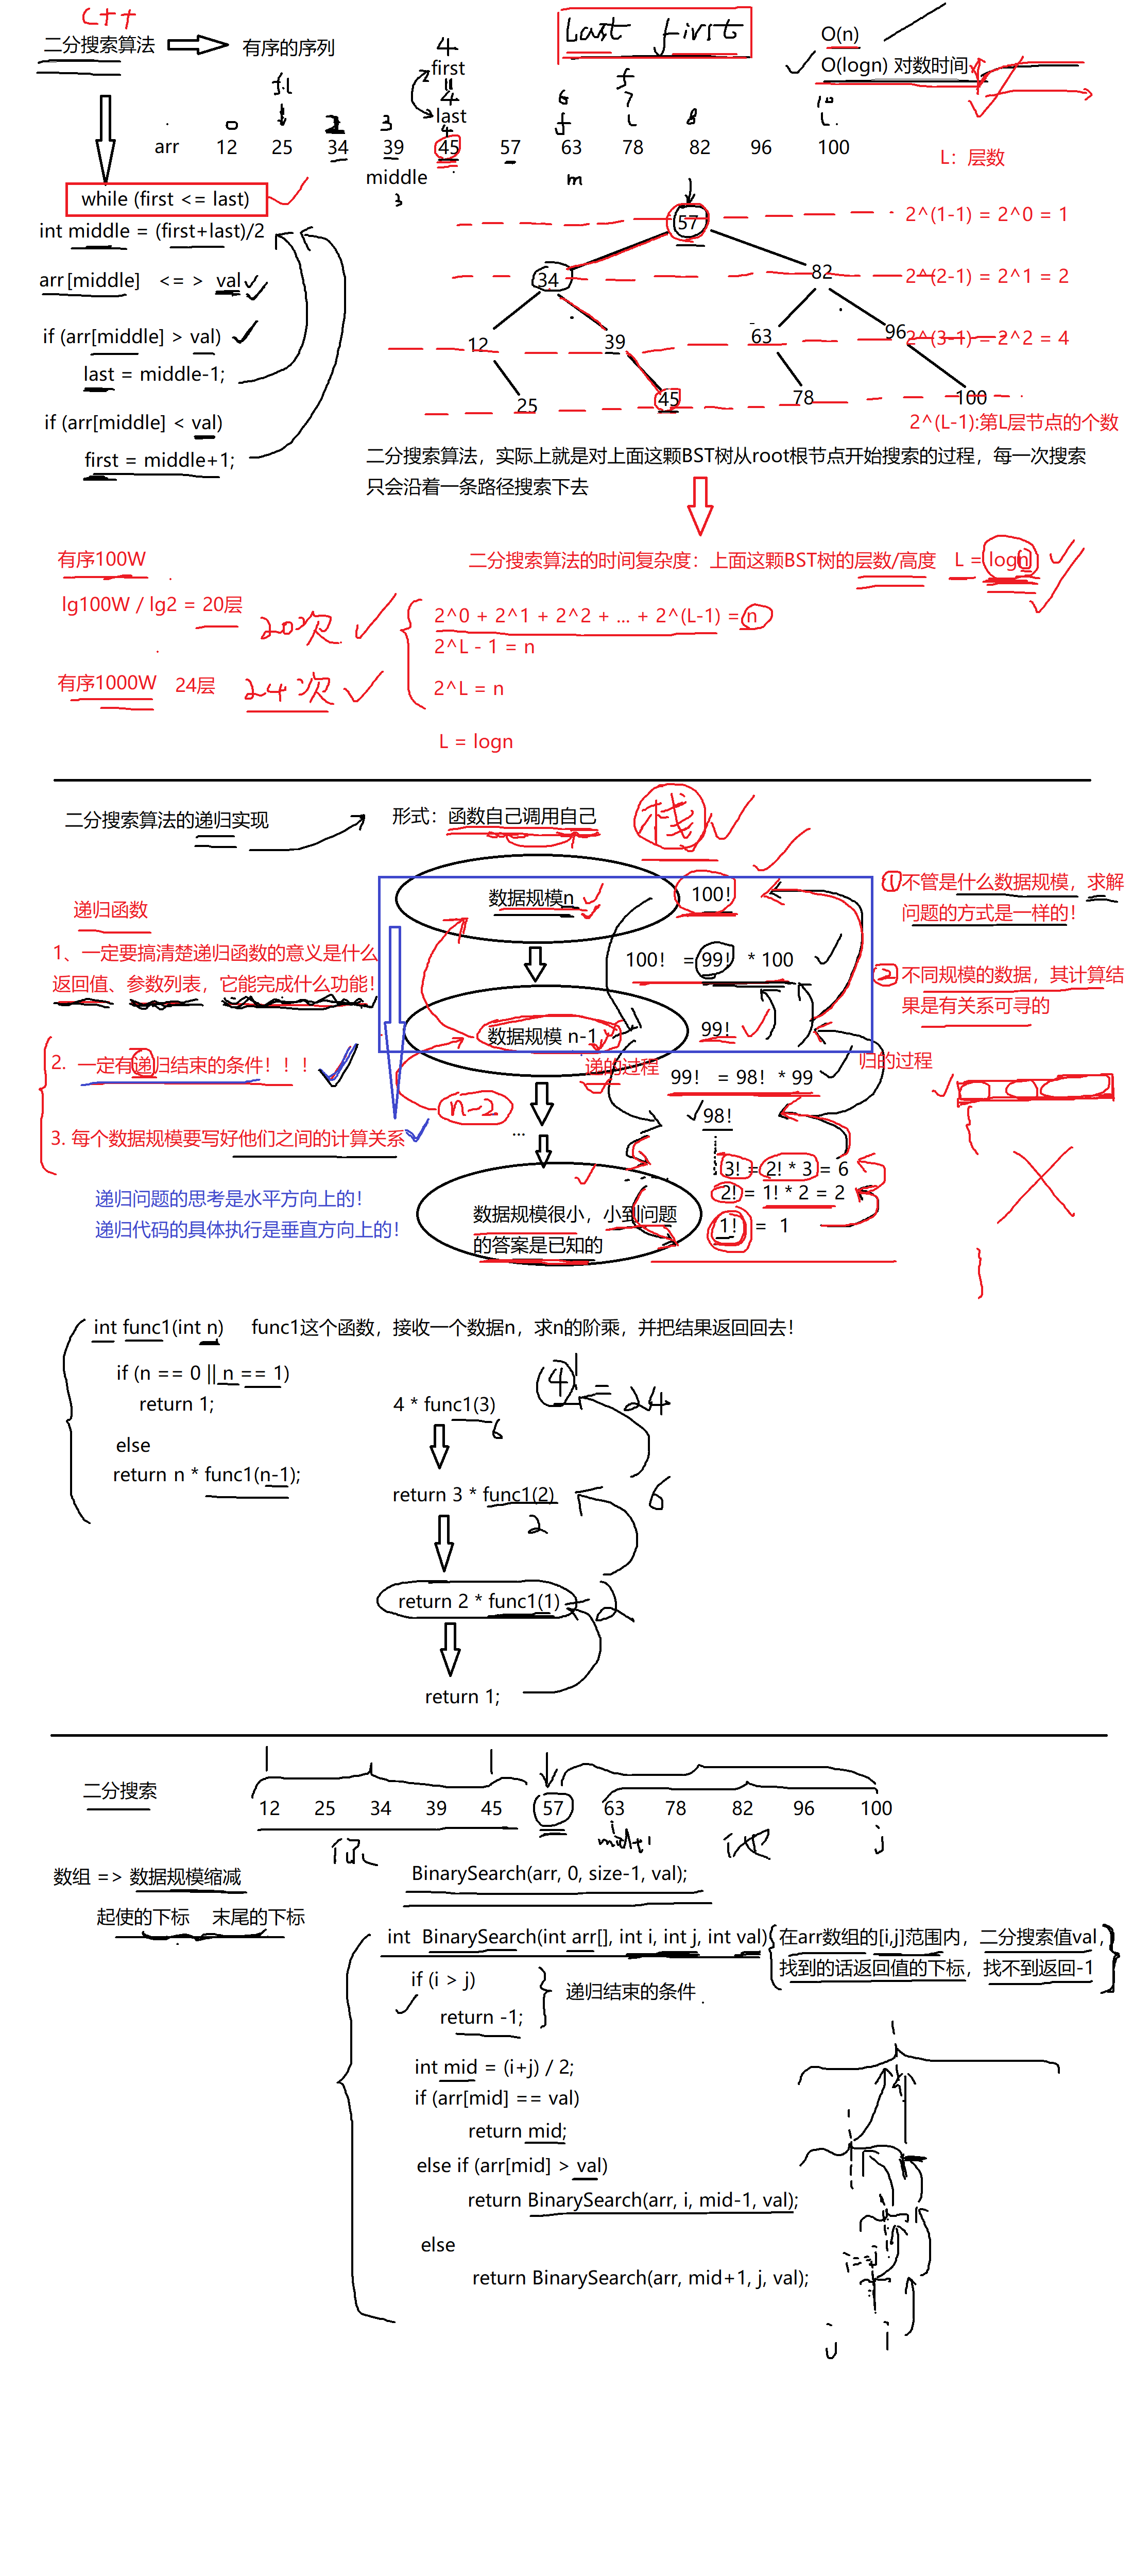 C++
二分搜索算法
有序的序列
4
first
last
4
Last first
O(n)
O(logn) 对数时间
f l
f
0 1 2 3 4 6 7 8 10
f L L
arr 12 25 34 39 45 57 63 78 82 96 100
middle
3
m
L：层数
while (first <= last)
int middle = (first+last)/2
arr[middle] <= > val
if (arr[middle] > val)
last = middle-1;
if (arr[middle] < val)
first = middle+1;
57
2^(1-1) = 2^0 = 1
34 82
2^(2-1) = 2^1 = 2
12 39 63 96
2^(3-1) = 2^2 = 4
25 45 78 100
2^(L-1):第L层节点的个数
二分搜索算法，实际上就是对上面这颗BST树从root根节点开始搜索的过程，每一次搜索
只会沿着一条路径搜索下去
有序100W
二分搜索算法的时间复杂度：上面这颗BST树的层数/高度 L = logn
lg100W / lg2 = 20层
20次
2^0 + 2^1 + 2^2 + ... + 2^(L-1) = n
2^L - 1 = n
有序1000W 24层
24次
2^L = n
L = logn
二分搜索算法的递归实现
形式：函数自己调用自己
栈
递归函数
1、一定要搞清楚递归函数的意义是什么
返回值、参数列表，它能完成什么功能！
2. 一定有递归结束的条件！！！
3. 每个数据规模要写好他们之间的计算关系
递归问题的思考是水平方向上的！
递归代码的具体执行是垂直方向上的！
数据规模n
100!
100! = 99! * 100
数据规模 n-1
99!
递的过程
归的过程
99! = 98! * 99
n-2
98!
...
3! = 2! * 3 = 6
2! = 1! * 2 = 2
1! = 1
数据规模很小，小到问题
的答案是已知的
①不管是什么数据规模，求解
问题的方式是一样的！
②不同规模的数据，其计算结
果是有关系可寻的
int func1(int n) func1这个函数，接收一个数据n，求n的阶乘，并把结果返回回去！
if (n == 0 || n == 1)
return 1;
else
return n * func1(n-1);
4! = 24
4 * func1(3)
6
return 3 * func1(2)
6
2
return 2 * func1(1)
= 2
return 1;
二分搜索
12 25 34 39 45 57 63 78 82 96 100
i
mid+1
j
数组 => 数据规模缩减
起使的下标 末尾的下标
BinarySearch(arr, 0, size-1, val);
int BinarySearch(int arr[], int i, int j, int val) 在arr数组的[i,j]范围内，二分搜索值val，
找到的话返回值的下标，找不到返回-1
if (i > j)
return -1;
递归结束的条件
int mid = (i+j) / 2;
if (arr[mid] == val)
return mid;
else if (arr[mid] > val)
return BinarySearch(arr, i, mid-1, val);
else
return BinarySearch(arr, mid+1, j, val);
i==j
j i